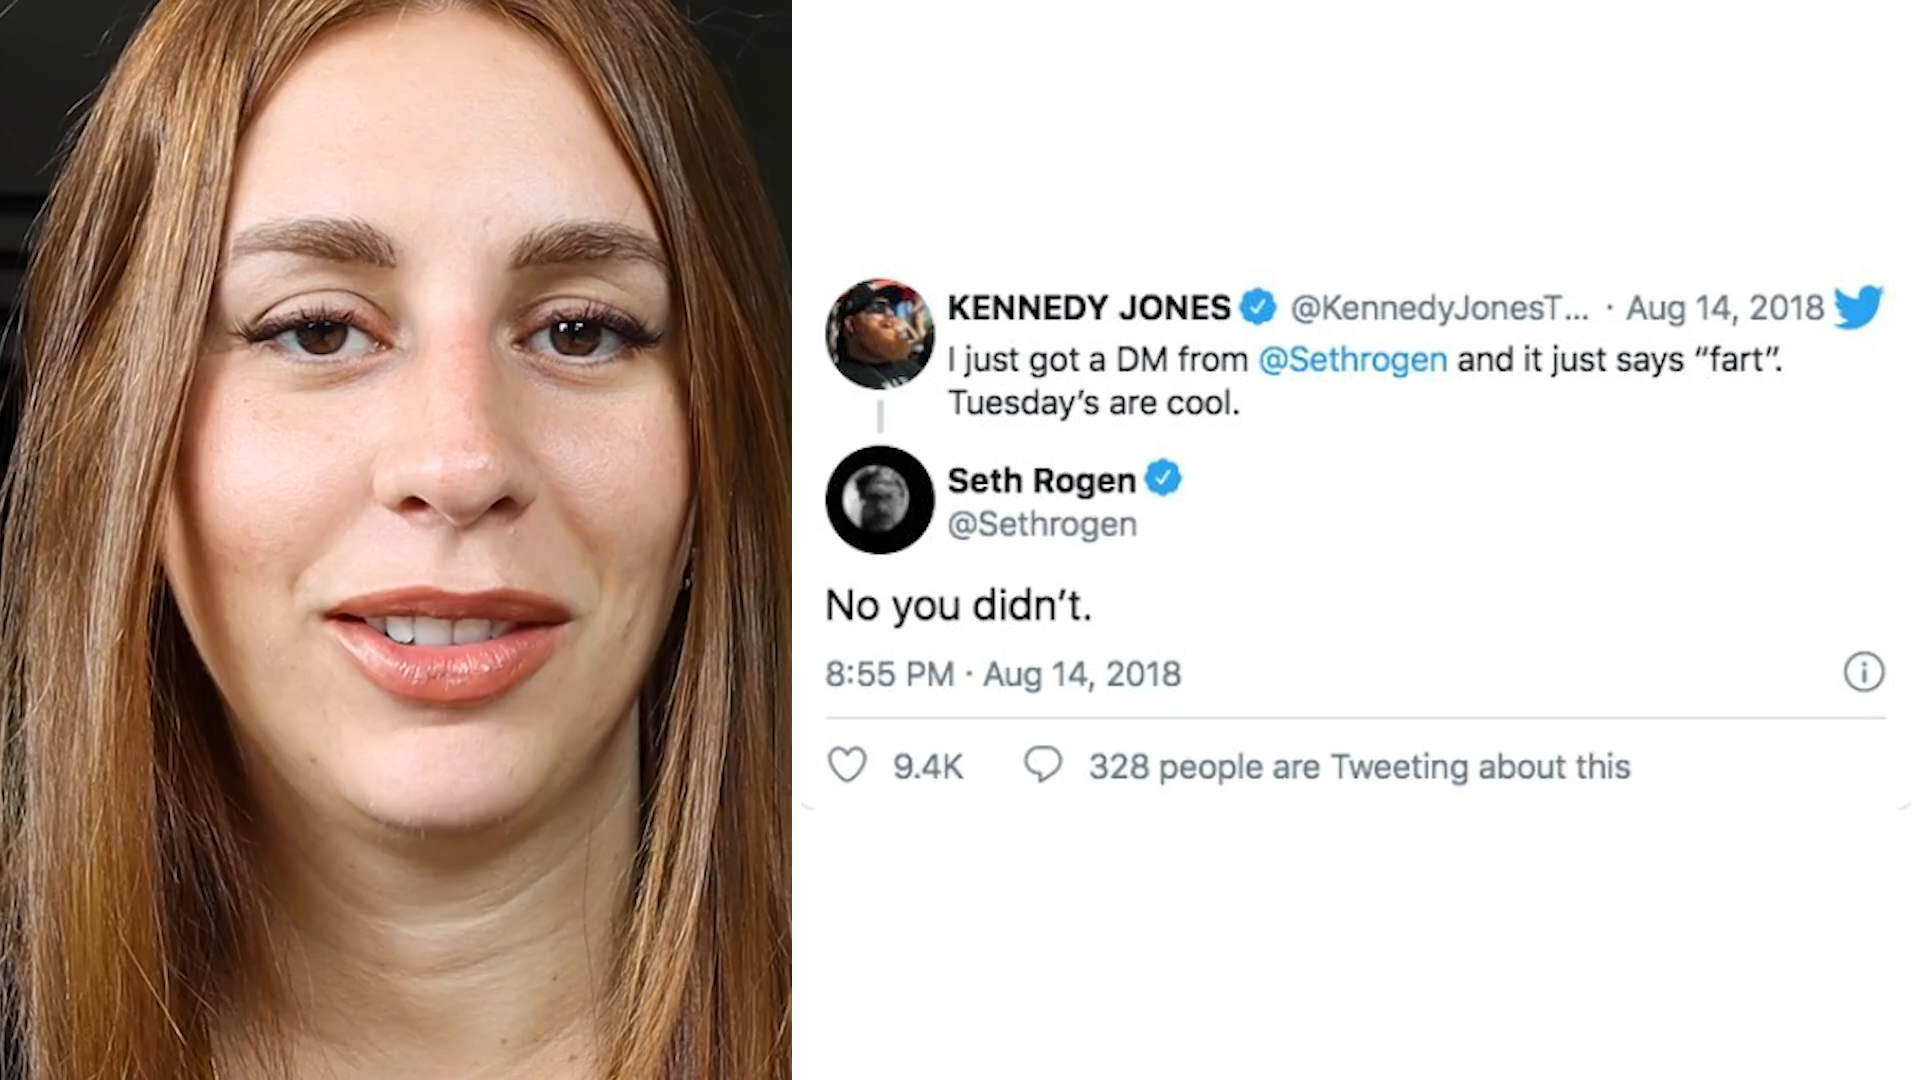 KENNEDY JONES @KennedyJonesT... · Aug 14, 2018
I just got a DM from @Sethrogen and it just says “fart”.
Tuesday’s are cool.
Seth Rogen
@Sethrogen
No you didn’t.
8:55 PM · Aug 14, 2018
9.4K 328 people are Tweeting about this